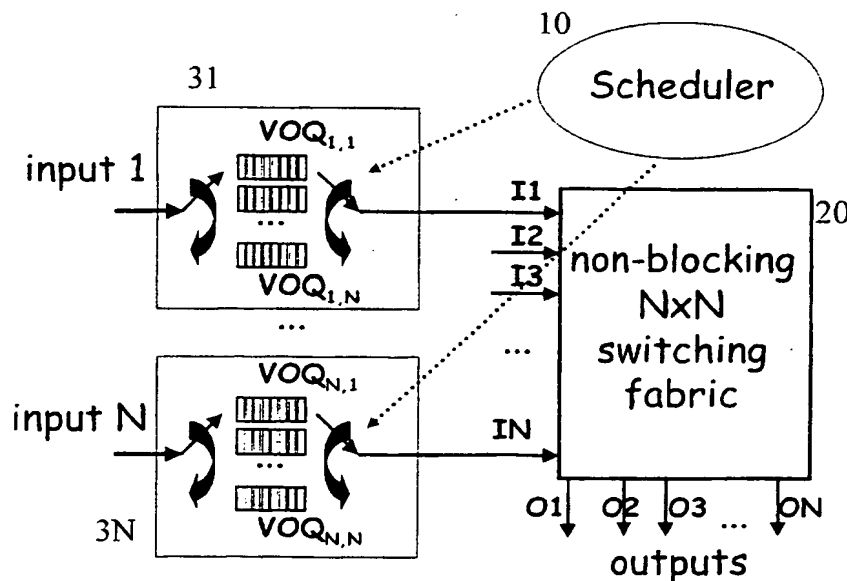 10
Scheduler
31
VOQ1,1
input 1
...
VOQ1,N
...
I1
I2
I3
...
IN
20
non-blocking
NxN
switching
fabric
VOQN,1
input N
...
VOQN,N
3N
O1 O2 O3 ... ON
outputs